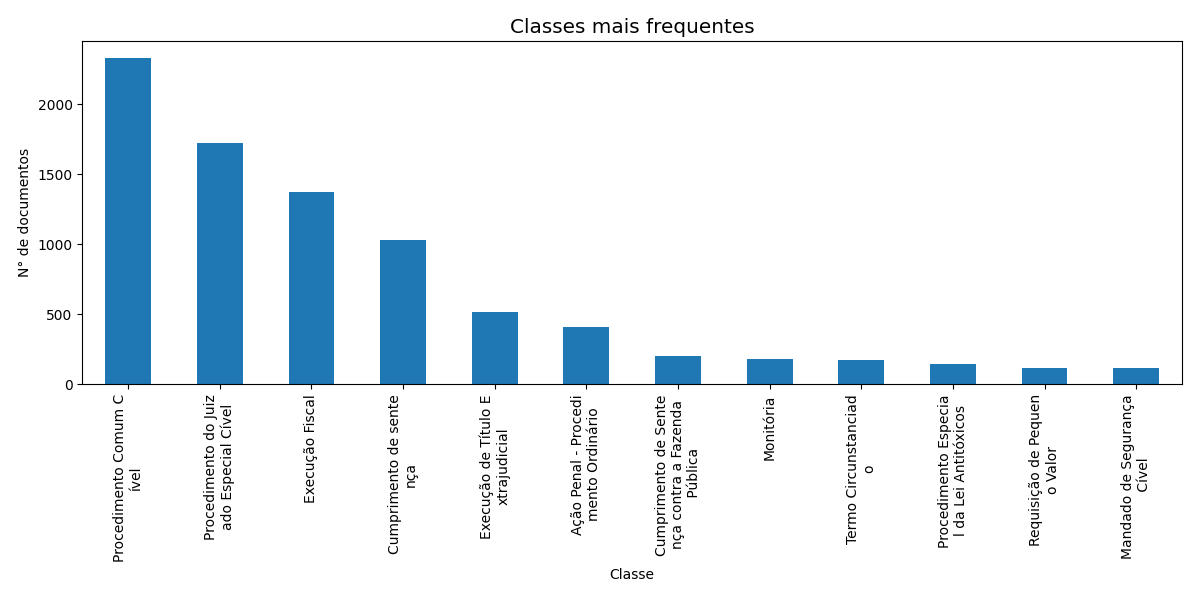 Classes mais frequentes
N° de documentos
2000
1500
1000
500
0
Procedimento Comum C
ível
Procedimento do Juiz
ado Especial Cível
Execução Fiscal
Cumprimento de sente
nça
Execução de Título E
xtrajudicial
Ação Penal - Procedi
mento Ordinário
Cumprimento de Sente
nça contra a Fazenda
Pública
Monitória
Termo Circunstanciad
o
Procedimento Especia
l da Lei Antitóxicos
Requisição de Pequen
o Valor
Mandado de Segurança
Cível
Classe